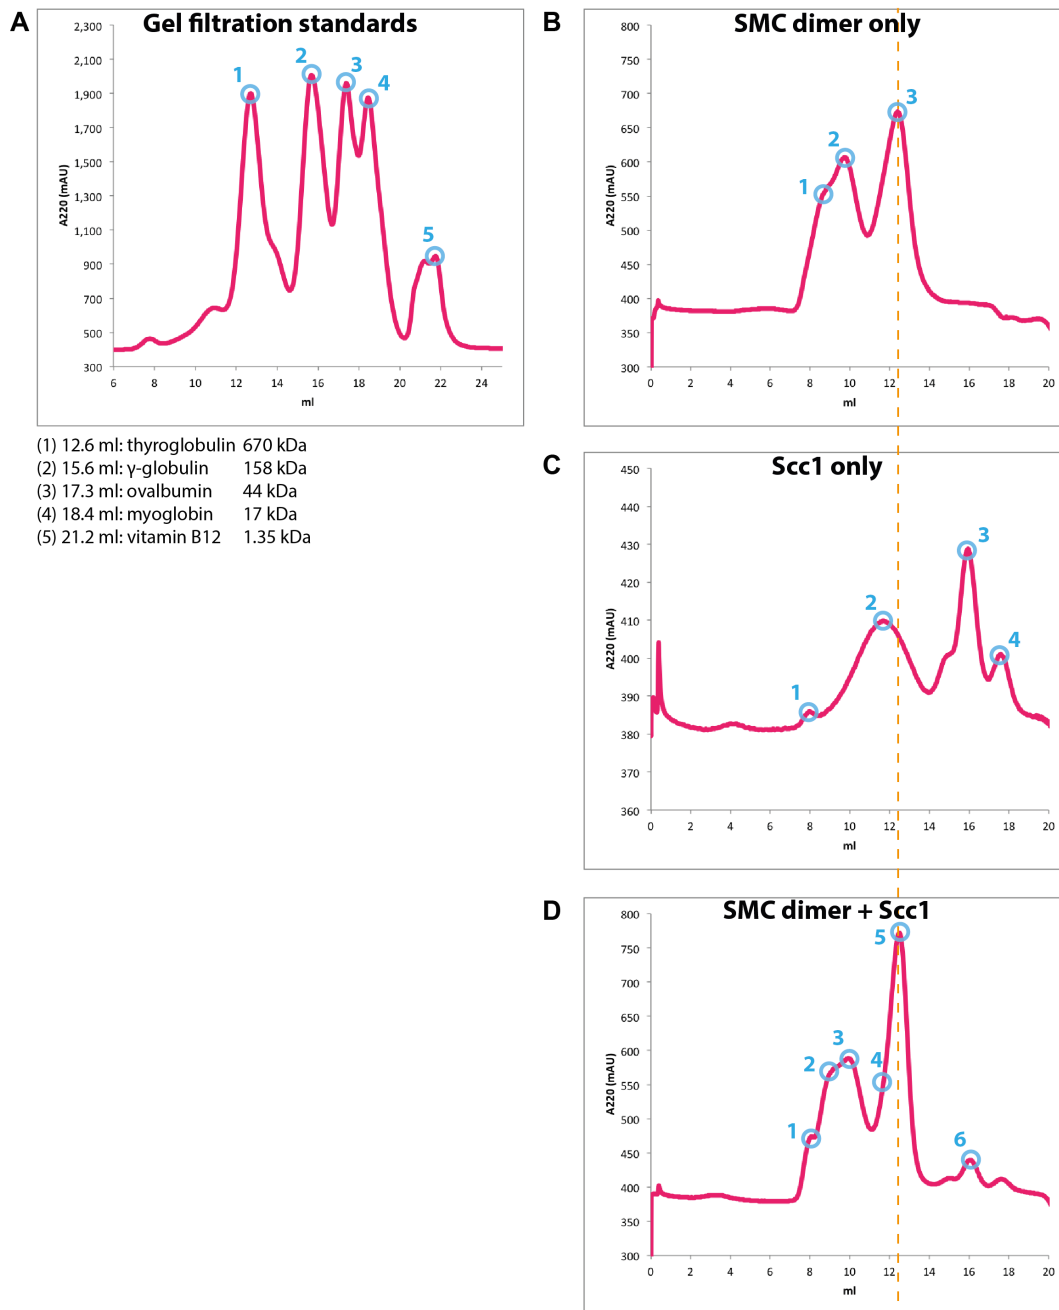 A
Gel filtration standards
A220 (mAU)
2,300
2,100
1,900
1,700
1,500
1,300
1,100
900
700
500
300
1
2
3
4
5
6 8 10 12 14 16 18 20 22 24
ml
(1) 12.6 ml: thyroglobulin 670 kDa
(2) 15.6 ml: γ-globulin 158 kDa
(3) 17.3 ml: ovalbumin 44 kDa
(4) 18.4 ml: myoglobin 17 kDa
(5) 21.2 ml: vitamin B12 1.35 kDa
B
SMC dimer only
A220 (mAU)
800
750
700
650
600
550
500
450
400
350
300
1
2
3
0 2 4 6 8 10 12 14 16 18 20
ml
C
Scc1 only
A220 (mAU)
450
440
430
420
410
400
390
380
370
360
1
2
3
4
0 2 4 6 8 10 12 14 16 18 20
ml
D
SMC dimer + Scc1
A220 (mAU)
800
750
700
650
600
550
500
450
400
350
300
1
2
3
4
5
6
0 2 4 6 8 10 12 14 16 18 20
ml